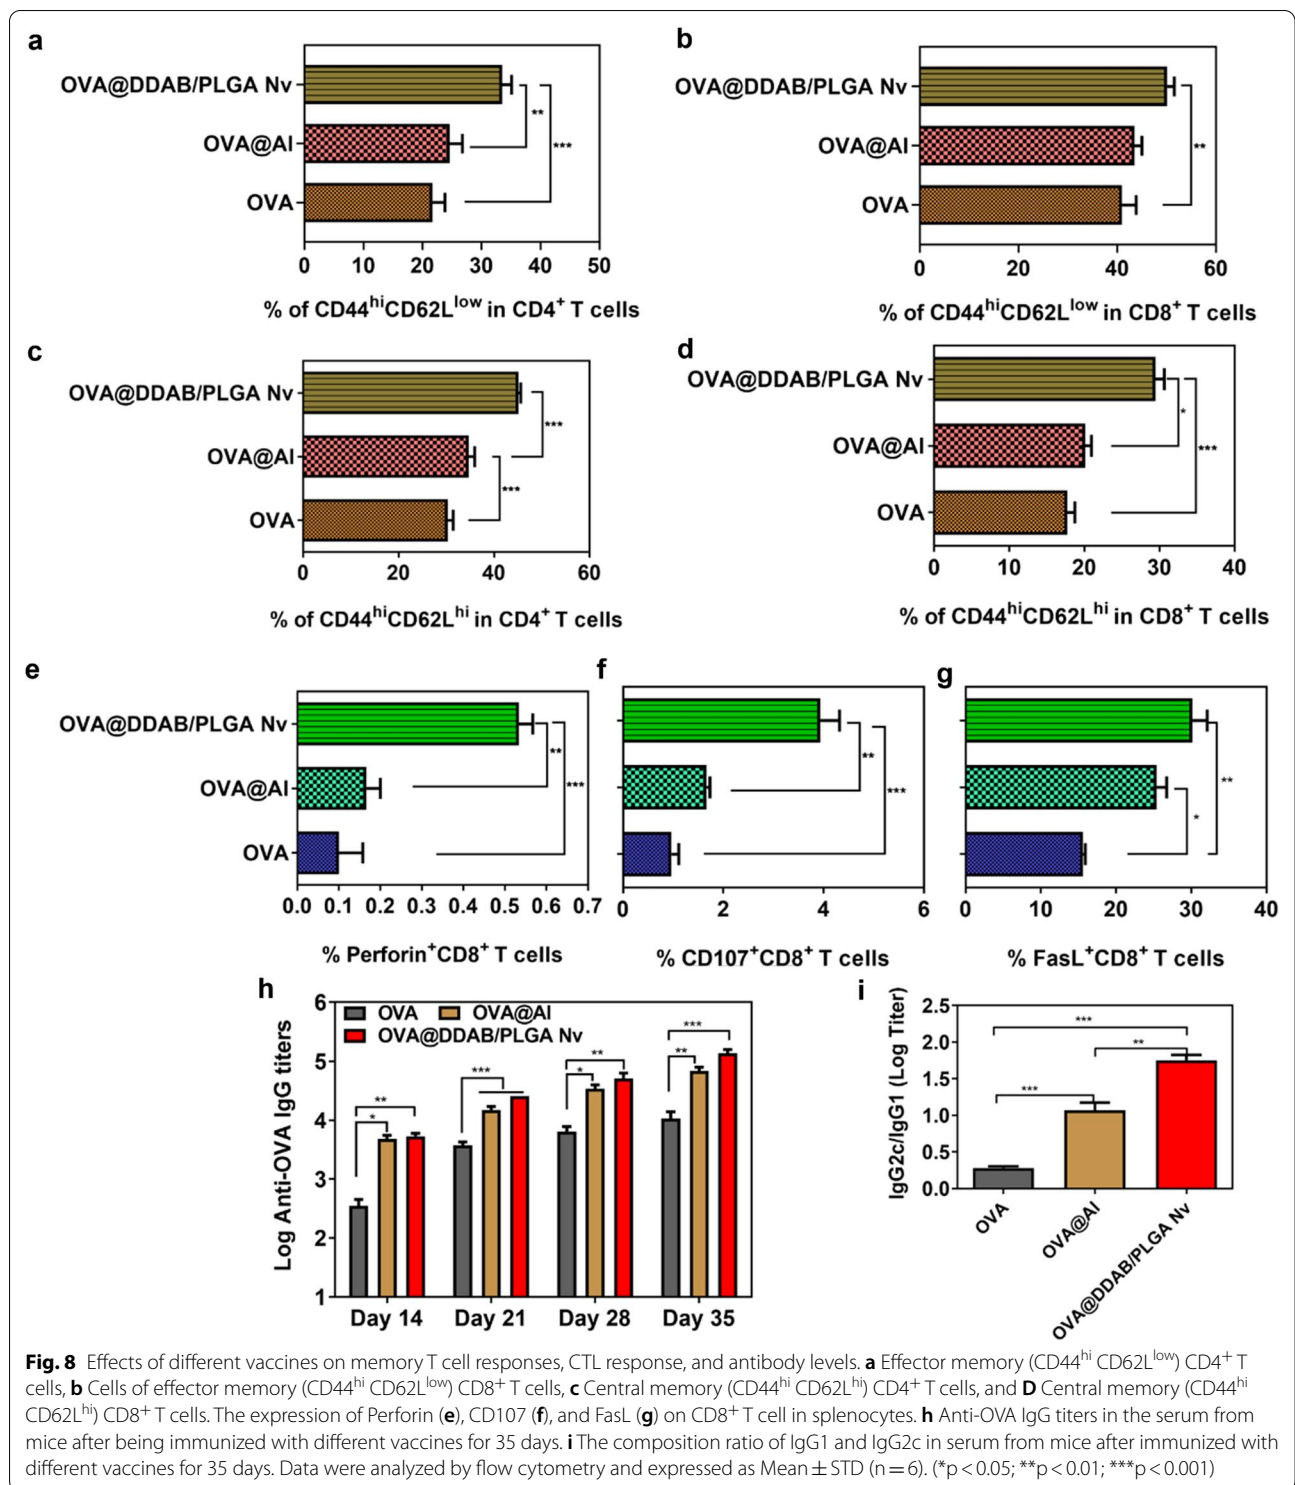 a
OVA@DDAB/PLGA Nv
OVA@Al
OVA
**
***
0 10 20 30 40 50
% of CD44hiCD62Llow in CD4+ T cells
b
OVA@DDAB/PLGA Nv
OVA@Al
OVA
**
0 20 40 60
% of CD44hiCD62Llow in CD8+ T cells
c
OVA@DDAB/PLGA Nv
OVA@Al
OVA
***
***
0 20 40 60
% of CD44hiCD62Lhi in CD4+ T cells
d
OVA@DDAB/PLGA Nv
OVA@Al
OVA
*
***
0 10 20 30 40
% of CD44hiCD62Lhi in CD8+ T cells
e
OVA@DDAB/PLGA Nv
OVA@Al
OVA
**
***
0.0 0.1 0.2 0.3 0.4 0.5 0.6 0.7
% Perforin+CD8+ T cells
f
**
***
0 2 4 6
% CD107+CD8+ T cells
g
**
*
0 10 20 30 40
% FasL+CD8+ T cells
h
OVA OVA@Al
OVA@DDAB/PLGA Nv
Log Anti-OVA IgG titers
6
5
4
3
2
1
**
*
***
**
*
***
**
Day 14 Day 21 Day 28 Day 35
i
IgG2c/IgG1 (Log Titer)
2.5
2.0
1.5
1.0
0.5
0.0
***
**
***
OVA
OVA@Al
OVA@DDAB/PLGA Nv
Fig. 8 Effects of different vaccines on memory T cell responses, CTL response, and antibody levels. a Effector memory (CD44hi CD62Llow) CD4+ T
cells, b Cells of effector memory (CD44hi CD62Llow) CD8+ T cells, c Central memory (CD44hi CD62Lhi) CD4+ T cells, and D Central memory (CD44hi
CD62Lhi) CD8+ T cells. The expression of Perforin (e), CD107 (f), and FasL (g) on CD8+ T cell in splenocytes. h Anti-OVA IgG titers in the serum from
mice after being immunized with different vaccines for 35 days. i The composition ratio of IgG1 and IgG2c in serum from mice after immunized with
different vaccines for 35 days. Data were analyzed by flow cytometry and expressed as Mean ± STD (n = 6). (*p < 0.05; **p < 0.01; ***p < 0.001)